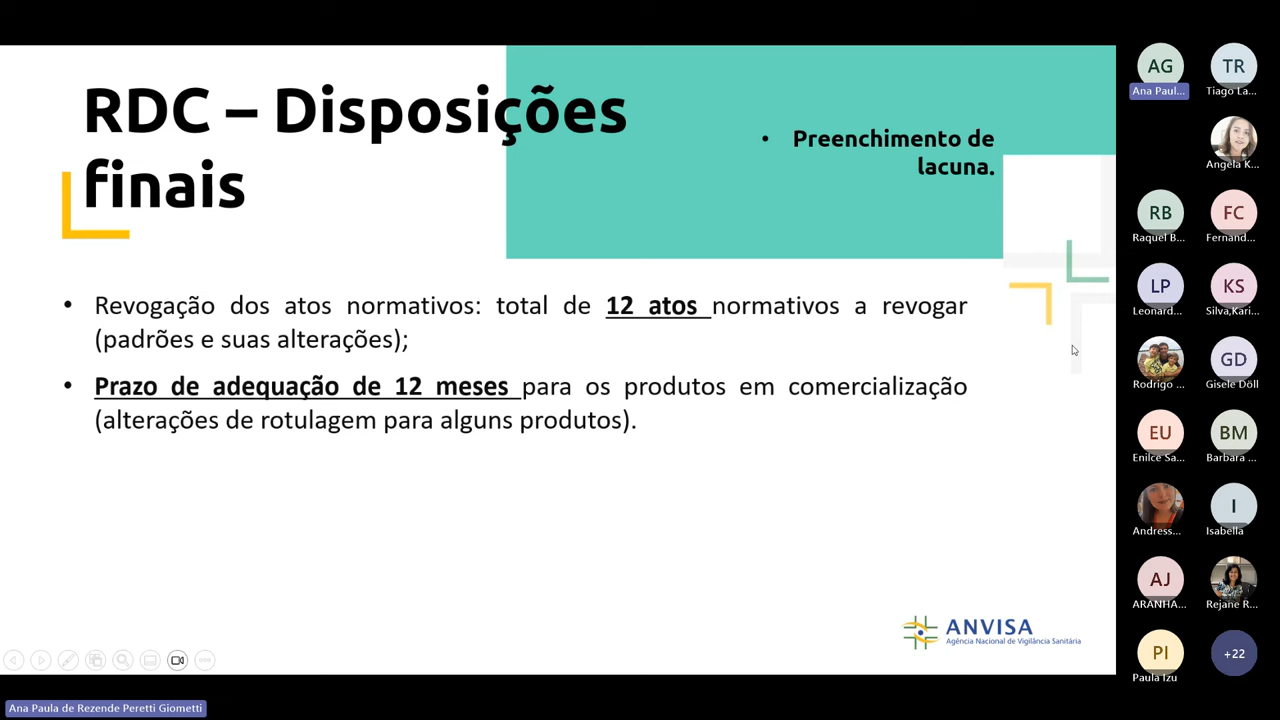 RDC – Disposições
finais
• Preenchimento de
lacuna.
• Revogação dos atos normativos: total de 12 atos normativos a revogar
(padrões e suas alterações);
• Prazo de adequação de 12 meses para os produtos em comercialização
(alterações de rotulagem para alguns produtos).
ANVISA
Agência Nacional de Vigilância Sanitária
AG
Ana Paul...
TR
Tiago La...
Angela K...
RB
Raquel B...
FC
Fernand...
LP
Leonard...
KS
Silva,Kari...
Rodrigo ...
GD
Gisele Döll
EU
Enilce Sa...
BM
Barbara ...
Andress...
I
Isabella
AJ
ARANHA...
Rejane R...
PI
Paula Izu
+22
Ana Paula de Rezende Peretti Giometti